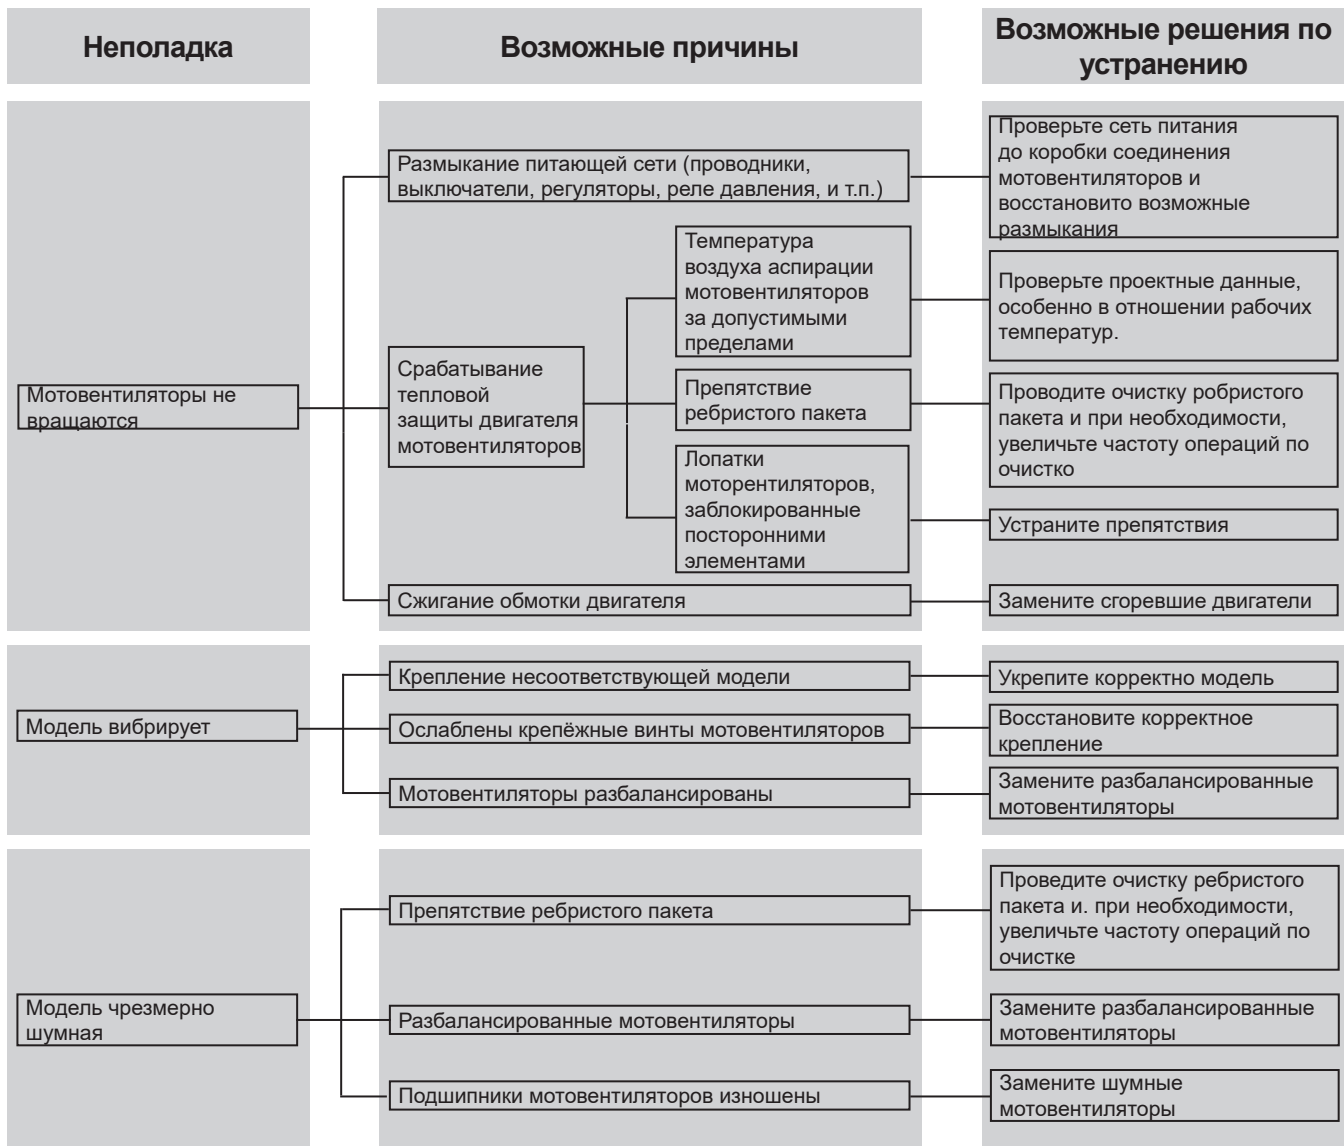 Неполадка
Возможные причины
Возможные решения по
устранению
Мотовентиляторы не
вращаются
Размыкание питающей сети (проводники,
выключатели, регуляторы, реле давления, и т.п.)
Проверьте сеть питания
до коробки соединения
мотовентиляторов и
восстановито возможные
размыкания
Срабатывание
тепловой
защиты двигателя
мотовентиляторов
Температура
воздуха аспирации
мотовентиляторов
за допустимыми
пределами
Проверьте проектные данные,
особенно в отношении рабочих
температур.
Препятствие
ребристого пакета
Проводите очистку робристого
пакета и при необходимости,
увеличьте частоту операций по
очистко
Лопатки
моторентиляторов,
заблокированные
посторонними
элементами
Устраните препятствия
Сжигание обмотки двигателя
Замените сгоревшие двигатели
Модель вибрирует
Крепление несоответствующей модели
Укрепите корректно модель
Ослаблены крепёжные винты мотовентиляторов
Восстановите корректное
крепление
Мотовентиляторы разбалансированы
Замените разбалансированные
мотовентиляторы
Модель чрезмерно
шумная
Препятствие ребристого пакета
Проведите очистку ребристого
пакета и. при необходимости,
увеличьте частоту операций по
очистке
Разбалансированные мотовентиляторы
Замените разбалансированные
мотовентиляторы
Подшипники мотовентиляторов изношены
Замените шумные
мотовентиляторы